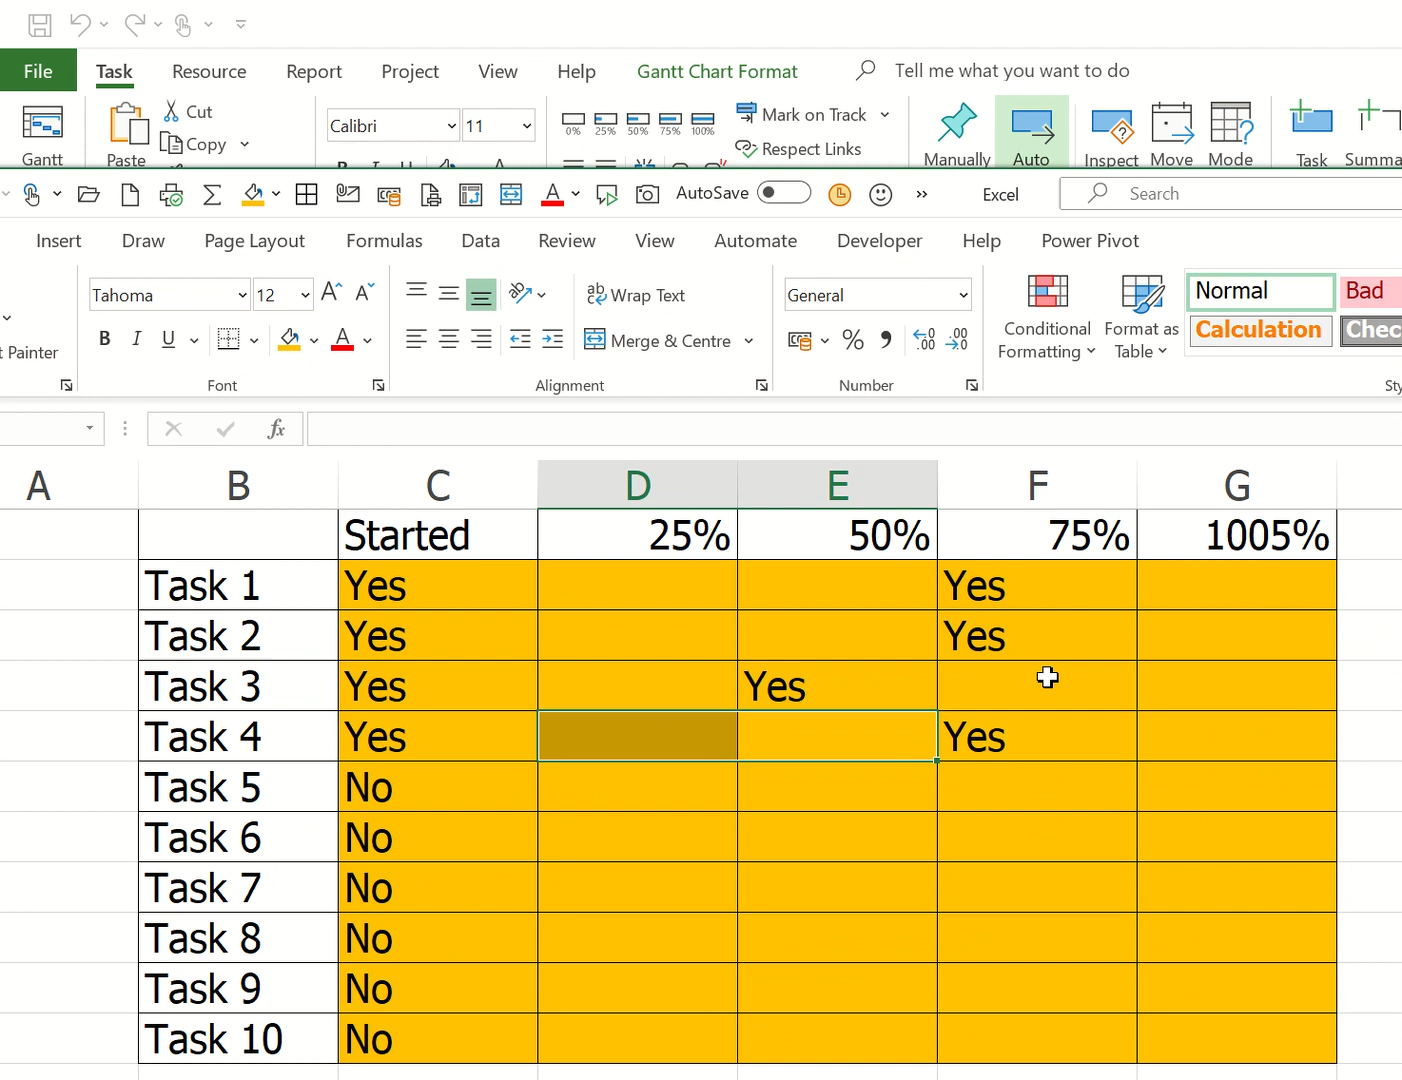 File Task Resource Report Project View Help Gantt Chart Format Tell me what you want to do
Cut
Calibri 11
0% 25% 50% 75% 100%
Mark on Track
Copy
Respect Links
Gantt Paste Manually Auto Inspect Move Mode Task Summa
AutoSave Excel Search
Insert Draw Page Layout Formulas Data Review View Automate Developer Help Power Pivot
Tahoma 12 Wrap Text General Normal Bad
Conditional Formatting
Format as Table
Calculation Chec
t Painter B I U A Merge & Centre % .00
Font Alignment Number Sty
fx
A B C D E F G
Started 25% 50% 75% 1005%
Task 1 Yes Yes
Task 2 Yes Yes
Task 3 Yes Yes
Task 4 Yes Yes
Task 5 No
Task 6 No
Task 7 No
Task 8 No
Task 9 No
Task 10 No